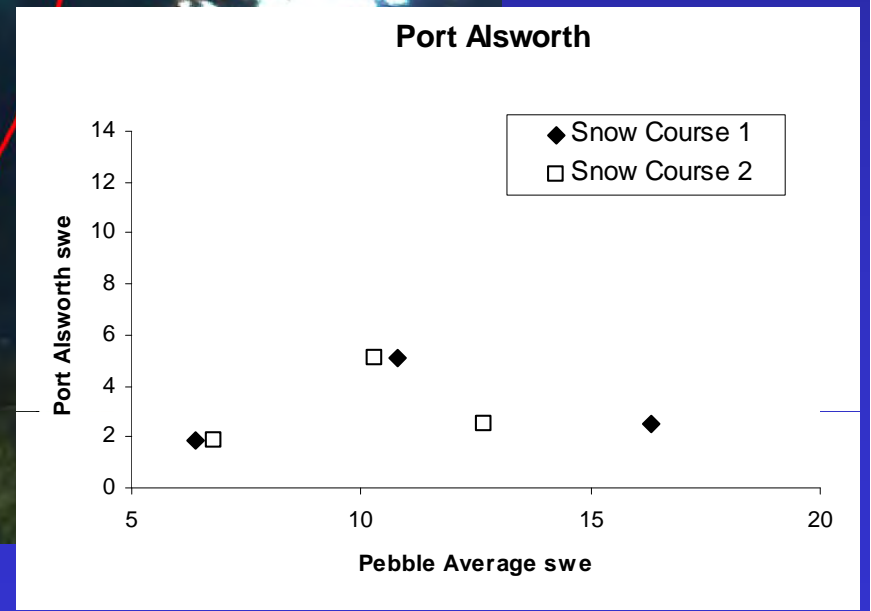 Port Alsworth
Snow Course 1
Snow Course 2
14
12
10
8
6
4
2
0
Port Alsworth swe
5 10 15 20
Pebble Average swe